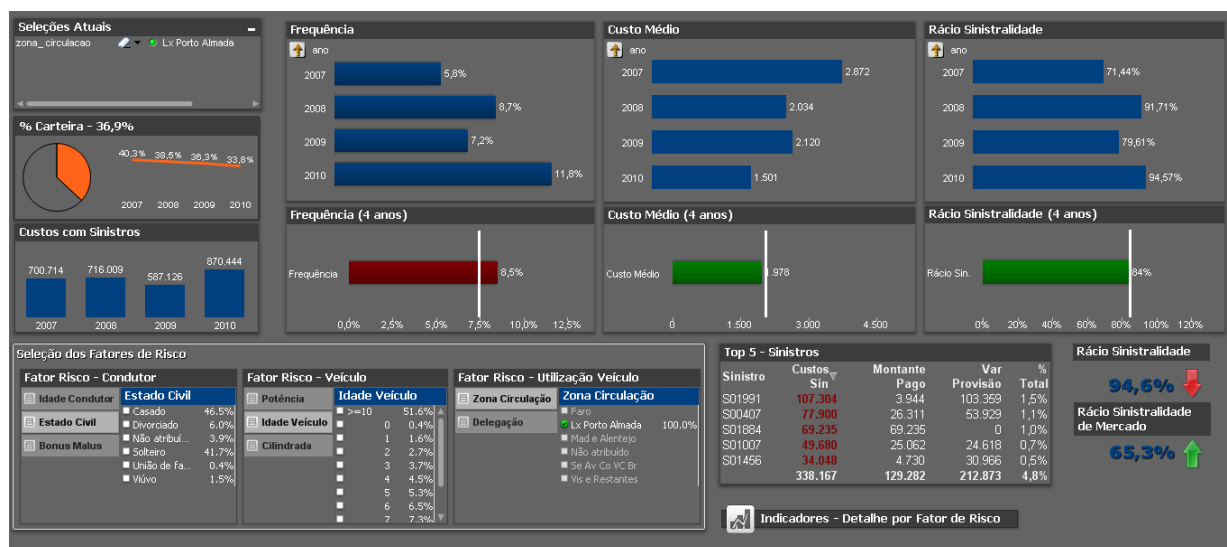 Seleções Atuais
zona_circulacao Lx Porto Almada
% Carteira - 36,9%
40,3% 38,5% 36,3% 33,8%
2007 2008 2009 2010
Custos com Sinistros
700.714 716.009 587.126 870.444
2007 2008 2009 2010
Frequência
ano
2007 5,8%
2008 8,7%
2009 7,2%
2010 11,8%
Custo Médio
ano
2007 2.872
2008 2.034
2009 2.120
2010 1.501
Rácio Sinistralidade
ano
2007 71,44%
2008 91,71%
2009 79,61%
2010 94,57%
Frequência (4 anos)
Frequência 8,5%
0,0% 2,5% 5,0% 7,5% 10,0% 12,5%
Custo Médio (4 anos)
Custo Médio 1.978
0 1.500 3.000 4.500
Rácio Sinistralidade (4 anos)
Rácio Sin. 84%
0% 20% 40% 60% 80% 100% 120%
Seleção dos Fatores de Risco
Fator Risco - Condutor
Idade Condutor
Estado Civil
Bonus Malus
Estado Civil
Casado 46.5%
Divorciado 6.0%
Não atribuí... 3.9%
Solteiro 41.7%
União de fa... 0.4%
Viúvo 1.5%
Fator Risco - Veículo
Potência
Idade Veículo
Cilindrada
Idade Veículo
>=10 51.6%
0 0.4%
1 1.6%
2 2.7%
3 3.7%
4 4.5%
5 5.3%
6 6.5%
7 7.3%
Fator Risco - Utilização Veículo
Zona Circulação
Delegação
Zona Circulação
Faro
Lx Porto Almada 100.0%
Mad e Alentejo
Não atribuido
Se Av Co VC Br
Vis e Restantes
Top 5 - Sinistros
Sinistro Custos Sin Montante Pago Var Provisão % Total
S01991 107.304 3.944 103.359 1,5%
S00407 77.900 26.311 53.929 1,1%
S01884 69.235 69.235 0 1,0%
S01007 49.680 25.062 24.618 0,7%
S01456 34.048 4.730 30.966 0,5%
338.167 129.282 212.873 4,8%
Indicadores - Detalhe por Fator de Risco
Rácio Sinistralidade
94,6%
Rácio Sinistralidade
de Mercado
65,3%